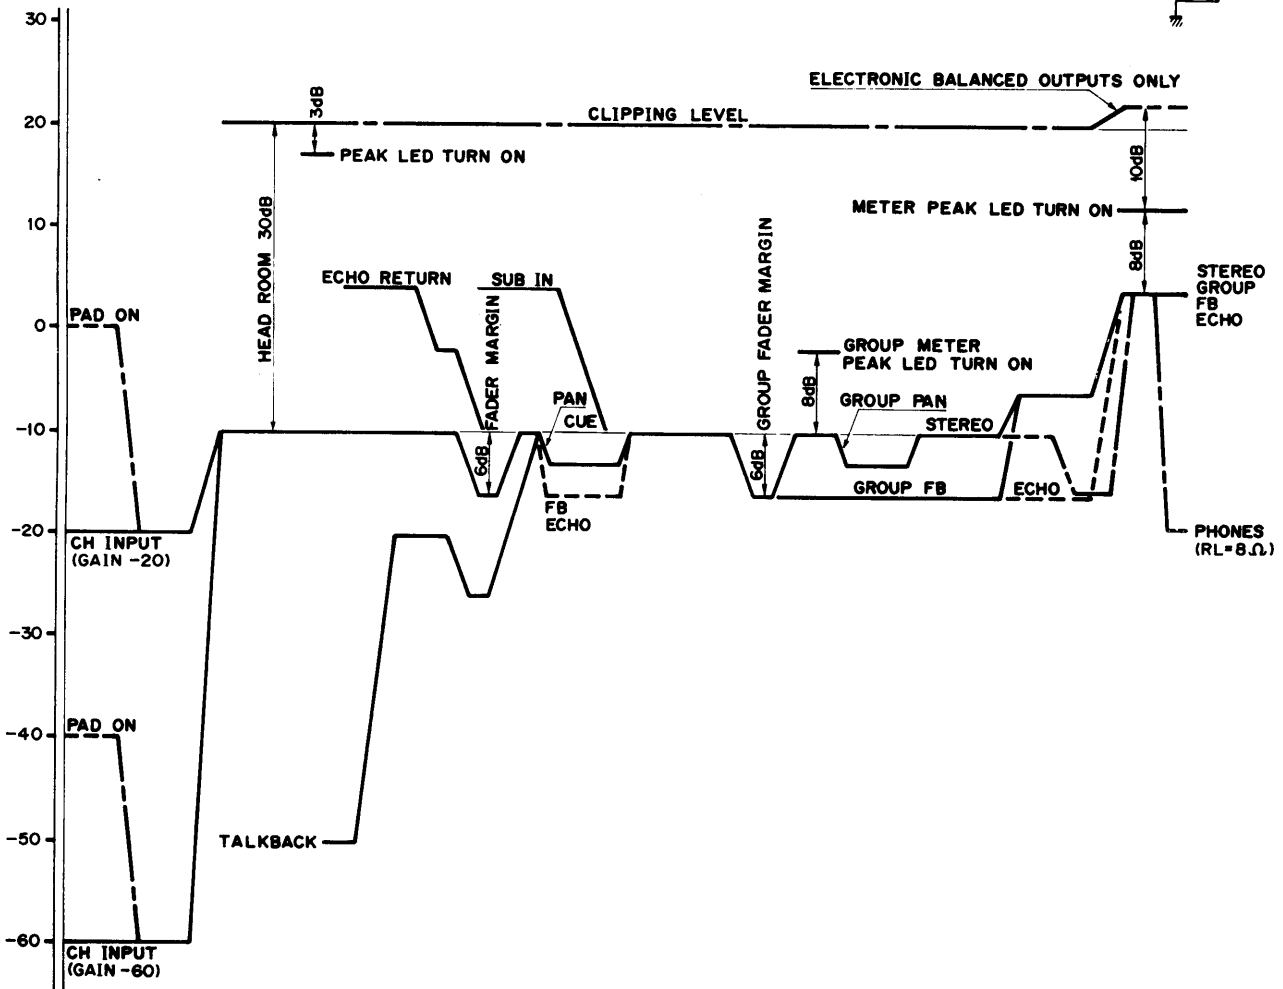 30
ELECTRONIC BALANCED OUTPUTS ONLY
3dB
20
CLIPPING LEVEL
PEAK LED TURN ON
10dB
METER PEAK LED TURN ON
10
HEAD ROOM 30dB
GROUP FADER MARGIN
8dB
ECHO RETURN
SUB IN
STEREO
GROUP
FB
ECHO
FADER MARGIN
PAD ON
0
GROUP METER
PEAK LED TURN ON
8dB
PAN
CUE
GROUP PAN
STEREO
-10
6dB
6dB
FB
ECHO
GROUP FB
ECHO
-20
CH INPUT
(GAIN -20)
PHONES
(RL=8Ω)
-30
-40
PAD ON
-50
TALKBACK
-60
CH INPUT
(GAIN -60)